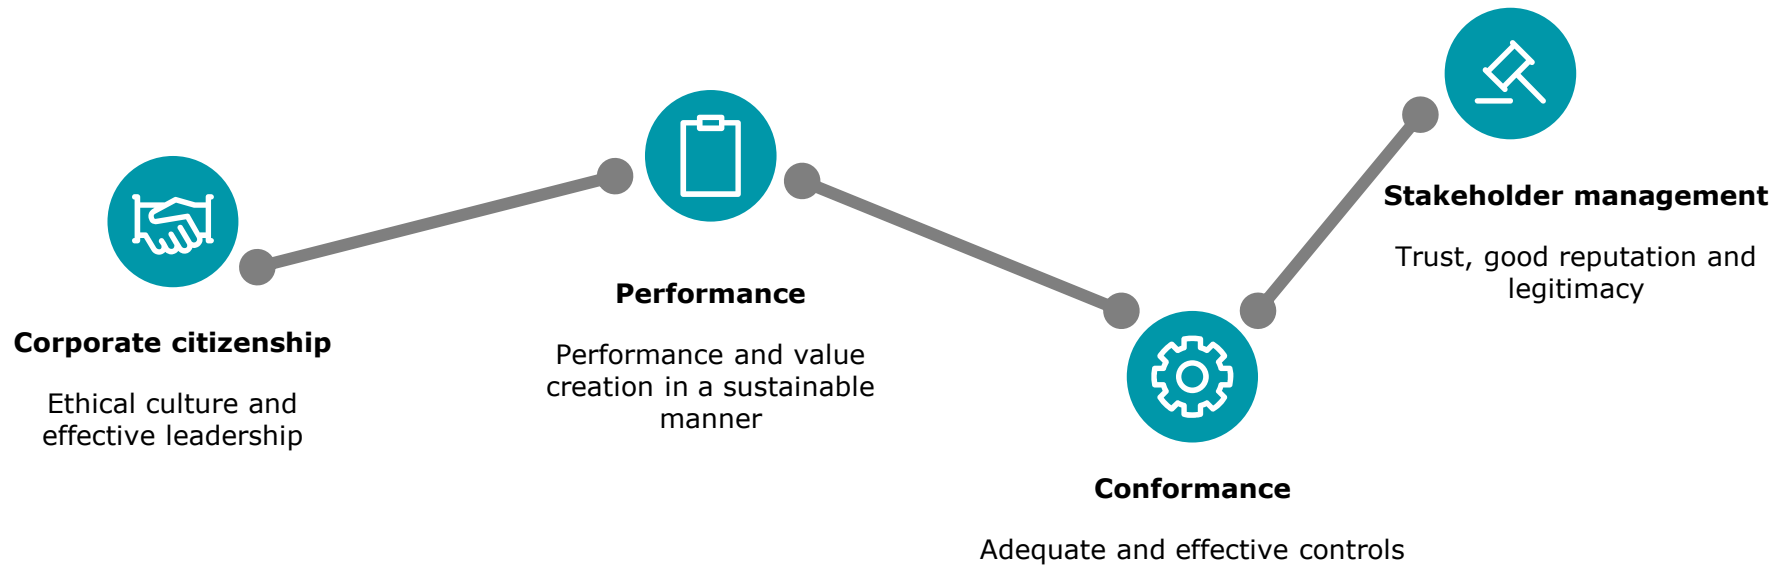 Corporate citizenship
Ethical culture and
effective leadership
Performance
Performance and value
creation in a sustainable
manner
Conformance
Adequate and effective controls
Stakeholder management
Trust, good reputation and
legitimacy